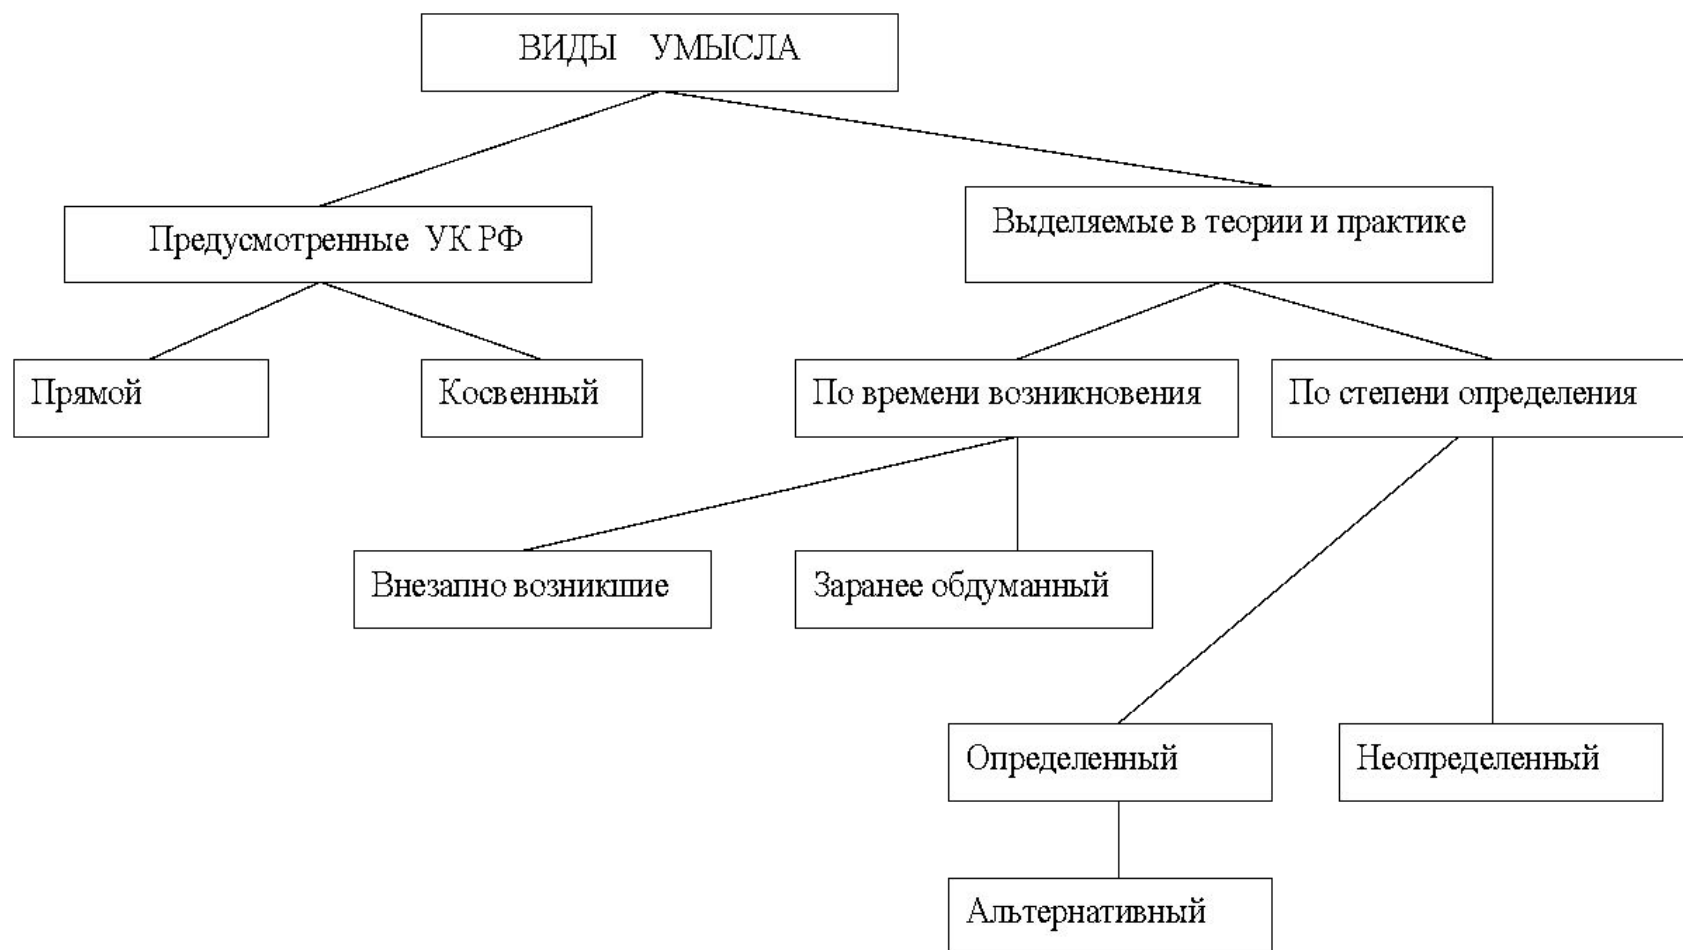 ВИДЫ УМЫСЛА
Предусмотренные УК РФ
Выделяемые в теории и практике
Прямой
Косвенный
По времени возникновения
По степени определения
Внезапно возникшие
Заранее обдуманный
Определенный
Неопределенный
Альтернативный